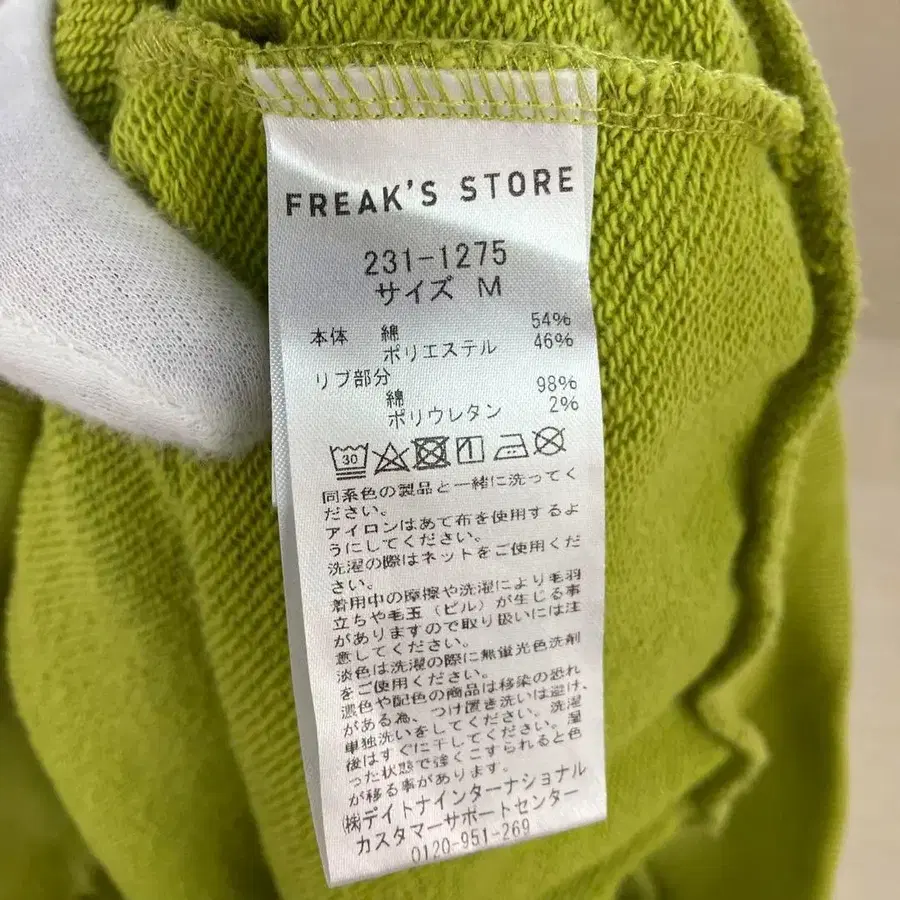 FREAK'S STORE
231-1275
サイズ M
本体 綿 54%
ポリエステル 46%
リブ部分
綿 98%
ポリウレタン 2%
30
同系色の製品と一緒に洗ってく
ださい。
アイロンはあて布を使用するよ
うにしてください。
洗濯の際はネットをご使用くだ
さい。
着用中の摩擦や洗濯により毛羽
立ちや毛玉（ピル）が生じる事
がありますので取り扱いには注
意してください。
淡色は洗濯の際に無蛍光色洗剤
をご使用ください。
濃色や配色の商品は移染の恐れ
がある為、つけ置き洗いは避け、
単独洗いをしてください。洗濯
後はすぐに干してください。湿
った状態で強くこすられると色
が移る事があります。
㈱デイトナインターナショナル
カスタマーサポートセンター
0120-951-269